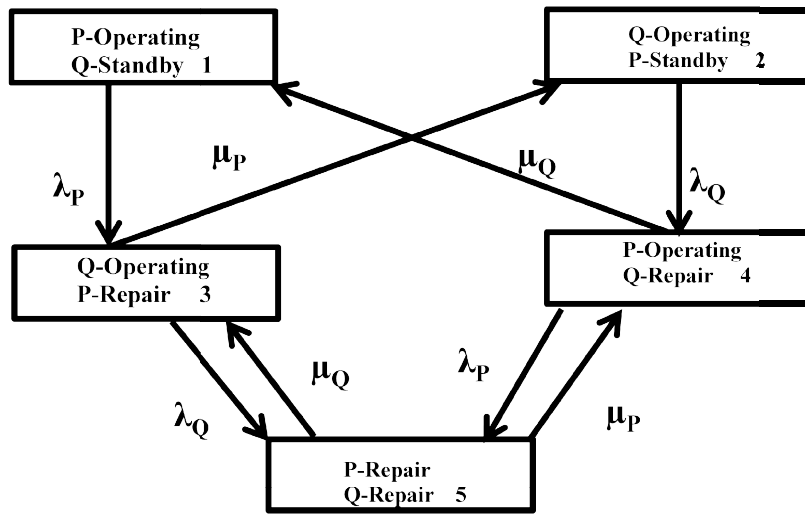 P-Operating
Q-Standby 1
Q-Operating
P-Standby 2
λP
μP
μQ
λQ
Q-Operating
P-Repair 3
P-Operating
Q-Repair 4
λQ
μQ
λP
μP
P-Repair
Q-Repair 5